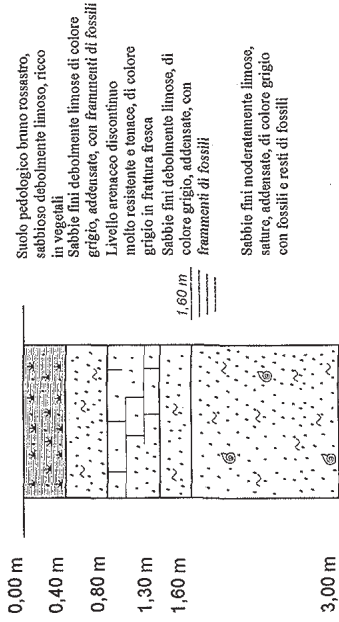 0,00 m
0,40 m
0,80 m
1,30 m
1,60 m
3,00 m
1,60 m
Suolo pedologico bruno rossastro,
sabbioso debolmente limoso, ricco
in vegetali
Sabbie fini debolmente limose di colore
grigio, addensate, con frammenti di fossili
Livello arenaceo discontinuo
molto resistente e tenace, di colore
grigio in frattura fresca
Sabbie fini debolmente limose, di
colore grigio, addensate, con
frammenti di fossili
Sabbie fini moderatamente limose,
sature, addensate, di colore grigio
con fossili e resti di fossili